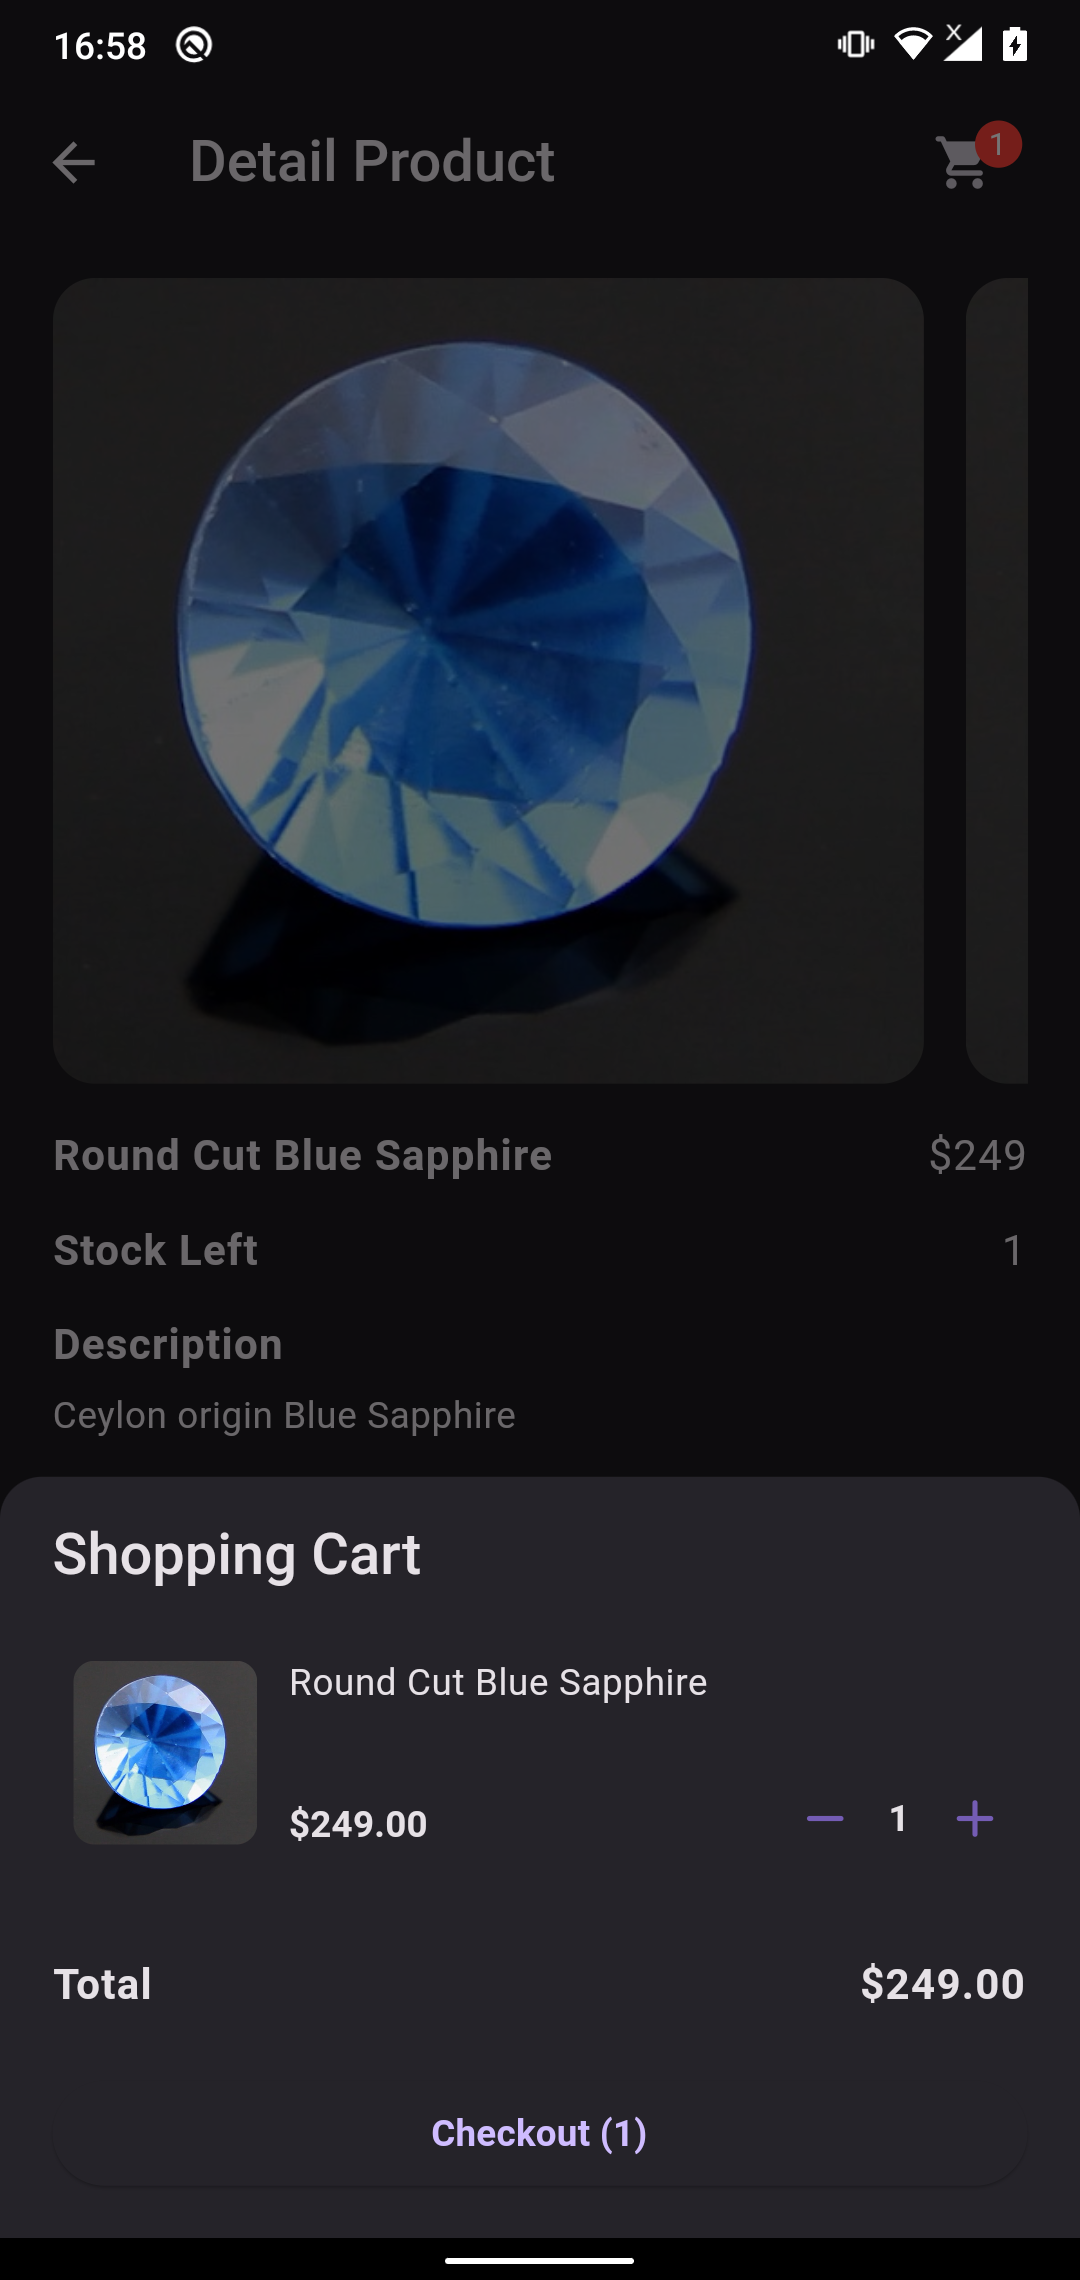 16:58
Detail Product
1
Round Cut Blue Sapphire $249
Stock Left 1
Description
Ceylon origin Blue Sapphire
Shopping Cart
Round Cut Blue Sapphire
$249.00 1
Total $249.00
Checkout (1)